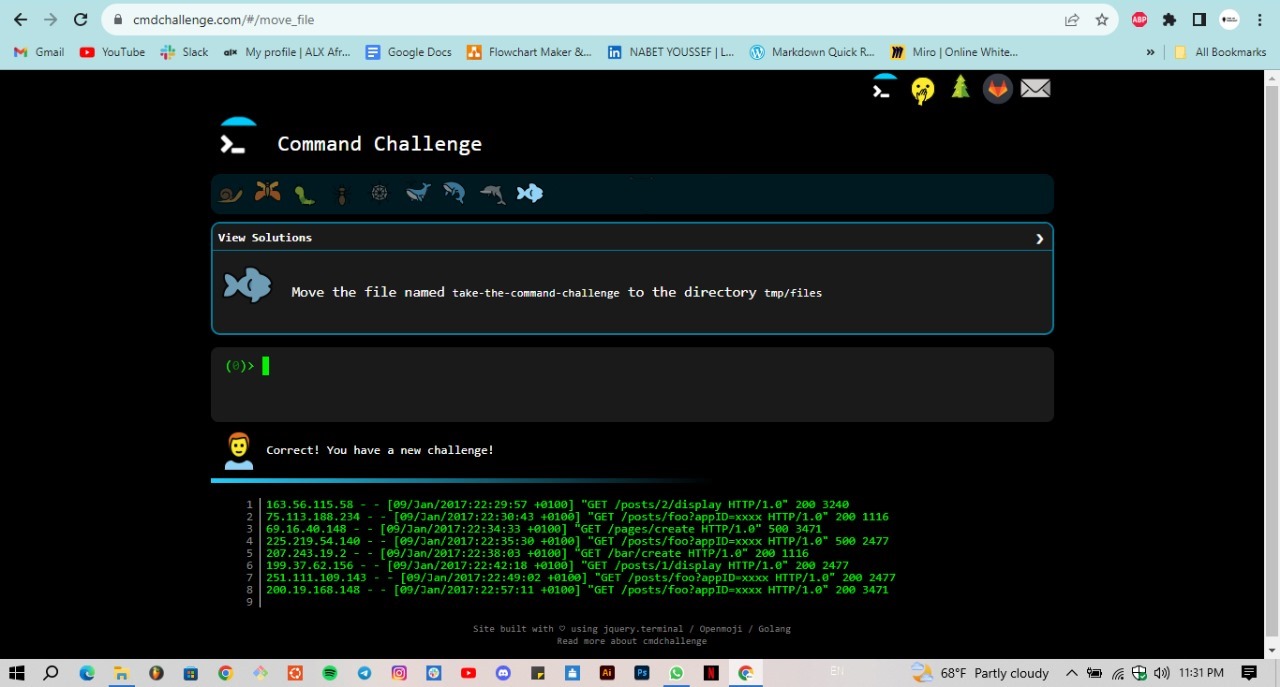 cmdchallenge.com/#/move_file
ABP
Gmail YouTube Slack alx My profile | ALX Afr... Google Docs Flowchart Maker &... NABET YOUSSEF | L... Markdown Quick R... Miro | Online White... » All Bookmarks
Command Challenge
View Solutions ❯
Move the file named take-the-command-challenge to the directory tmp/files
(0)>
Correct! You have a new challenge!
1 163.56.115.58 - - [09/Jan/2017:22:29:57 +0100] "GET /posts/2/display HTTP/1.0" 200 3240
2 75.113.188.234 - - [09/Jan/2017:22:30:43 +0100] "GET /posts/foo?appID=xxxx HTTP/1.0" 200 1116
3 69.16.40.148 - - [09/Jan/2017:22:34:33 +0100] "GET /pages/create HTTP/1.0" 500 3471
4 225.219.54.140 - - [09/Jan/2017:22:35:30 +0100] "GET /posts/foo?appID=xxxx HTTP/1.0" 500 2477
5 207.243.19.2 - - [09/Jan/2017:22:38:03 +0100] "GET /bar/create HTTP/1.0" 200 1116
6 199.37.62.156 - - [09/Jan/2017:22:42:18 +0100] "GET /posts/1/display HTTP/1.0" 200 2477
7 251.111.109.143 - - [09/Jan/2017:22:49:02 +0100] "GET /posts/foo?appID=xxxx HTTP/1.0" 200 2477
8 200.19.168.148 - - [09/Jan/2017:22:57:11 +0100] "GET /posts/foo?appID=xxxx HTTP/1.0" 200 3471
9
Site built with ♡ using jquery.terminal / Openmoji / Golang
Read more about cmdchallenge
Ai Ps N EN 68°F Partly cloudy 11:31 PM